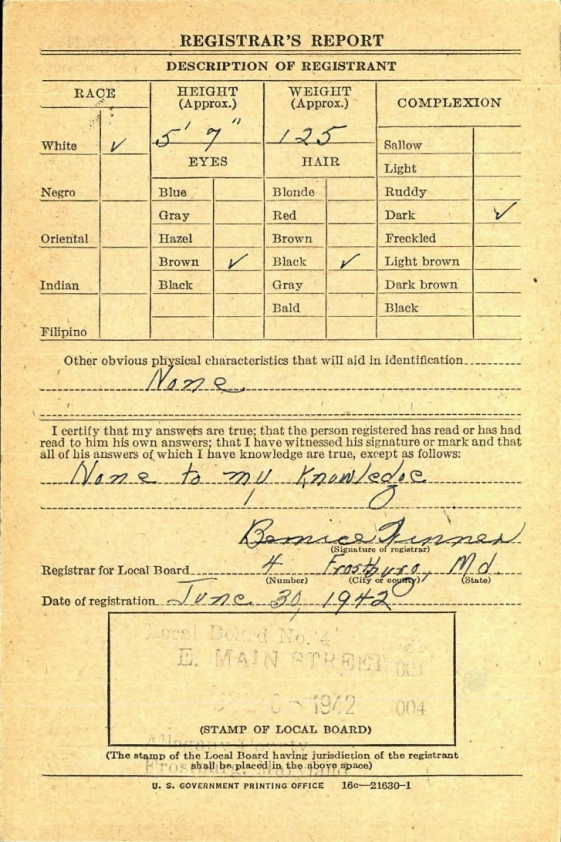 REGISTRAR'S REPORT
DESCRIPTION OF REGISTRANT
RACE
HEIGHT (Approx.)
WEIGHT (Approx.)
COMPLEXION
White ✓
5' 7"
125
Sallow
EYES
HAIR
Light
Negro
Blue
Blonde
Ruddy
Gray
Red
Dark ✓
Oriental
Hazel
Brown
Freckled
Brown ✓
Black ✓
Light brown
Indian
Black
Gray
Dark brown
Bald
Black
Filipino
Other obvious physical characteristics that will aid in identification
None
I certify that my answers are true; that the person registered has read or has had
read to him his own answers; that I have witnessed his signature or mark and that
all of his answers of which I have knowledge are true, except as follows:
None to my Knowledge
Bernice Finner
(Signature of registrar)
Registrar for Local Board 4 Frostburg, Md.
(Number) (City or county) (State)
Date of registration June 30, 1942
Local Board No. 4
E. MAIN STREET
1942 004
(STAMP OF LOCAL BOARD)
(The stamp of the Local Board having jurisdiction of the registrant
shall be placed in the above space)
U. S. GOVERNMENT PRINTING OFFICE 16c—21630-1